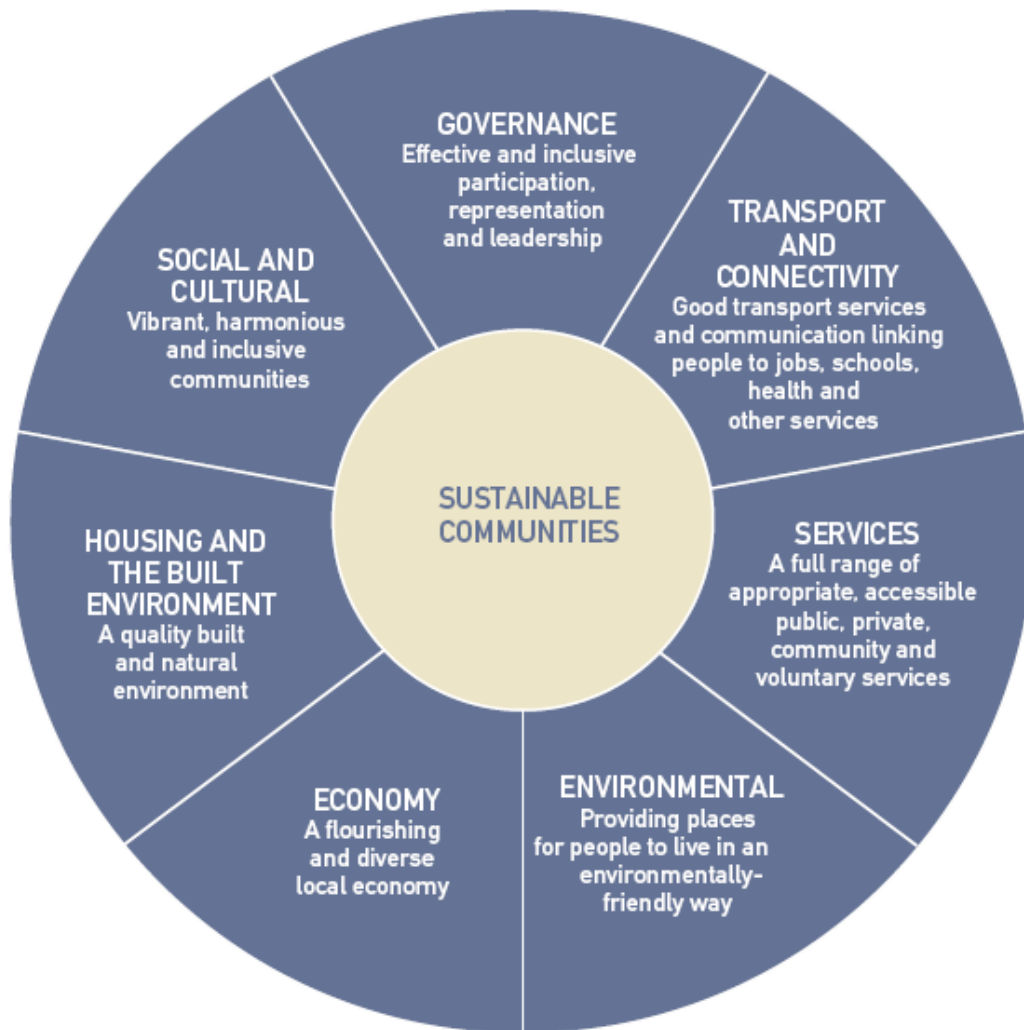 GOVERNANCE
Effective and inclusive
participation,
representation
and leadership
TRANSPORT
AND
CONNECTIVITY
Good transport services
and communication linking
people to jobs, schools,
health and
other services
SERVICES
A full range of
appropriate, accessible
public, private,
community and
voluntary services
ENVIRONMENTAL
Providing places
for people to live in an
environmentally-
friendly way
ECONOMY
A flourishing
and diverse
local economy
HOUSING AND
THE BUILT
ENVIRONMENT
A quality built
and natural
environment
SOCIAL AND
CULTURAL
Vibrant, harmonious
and inclusive
communities
SUSTAINABLE
COMMUNITIES